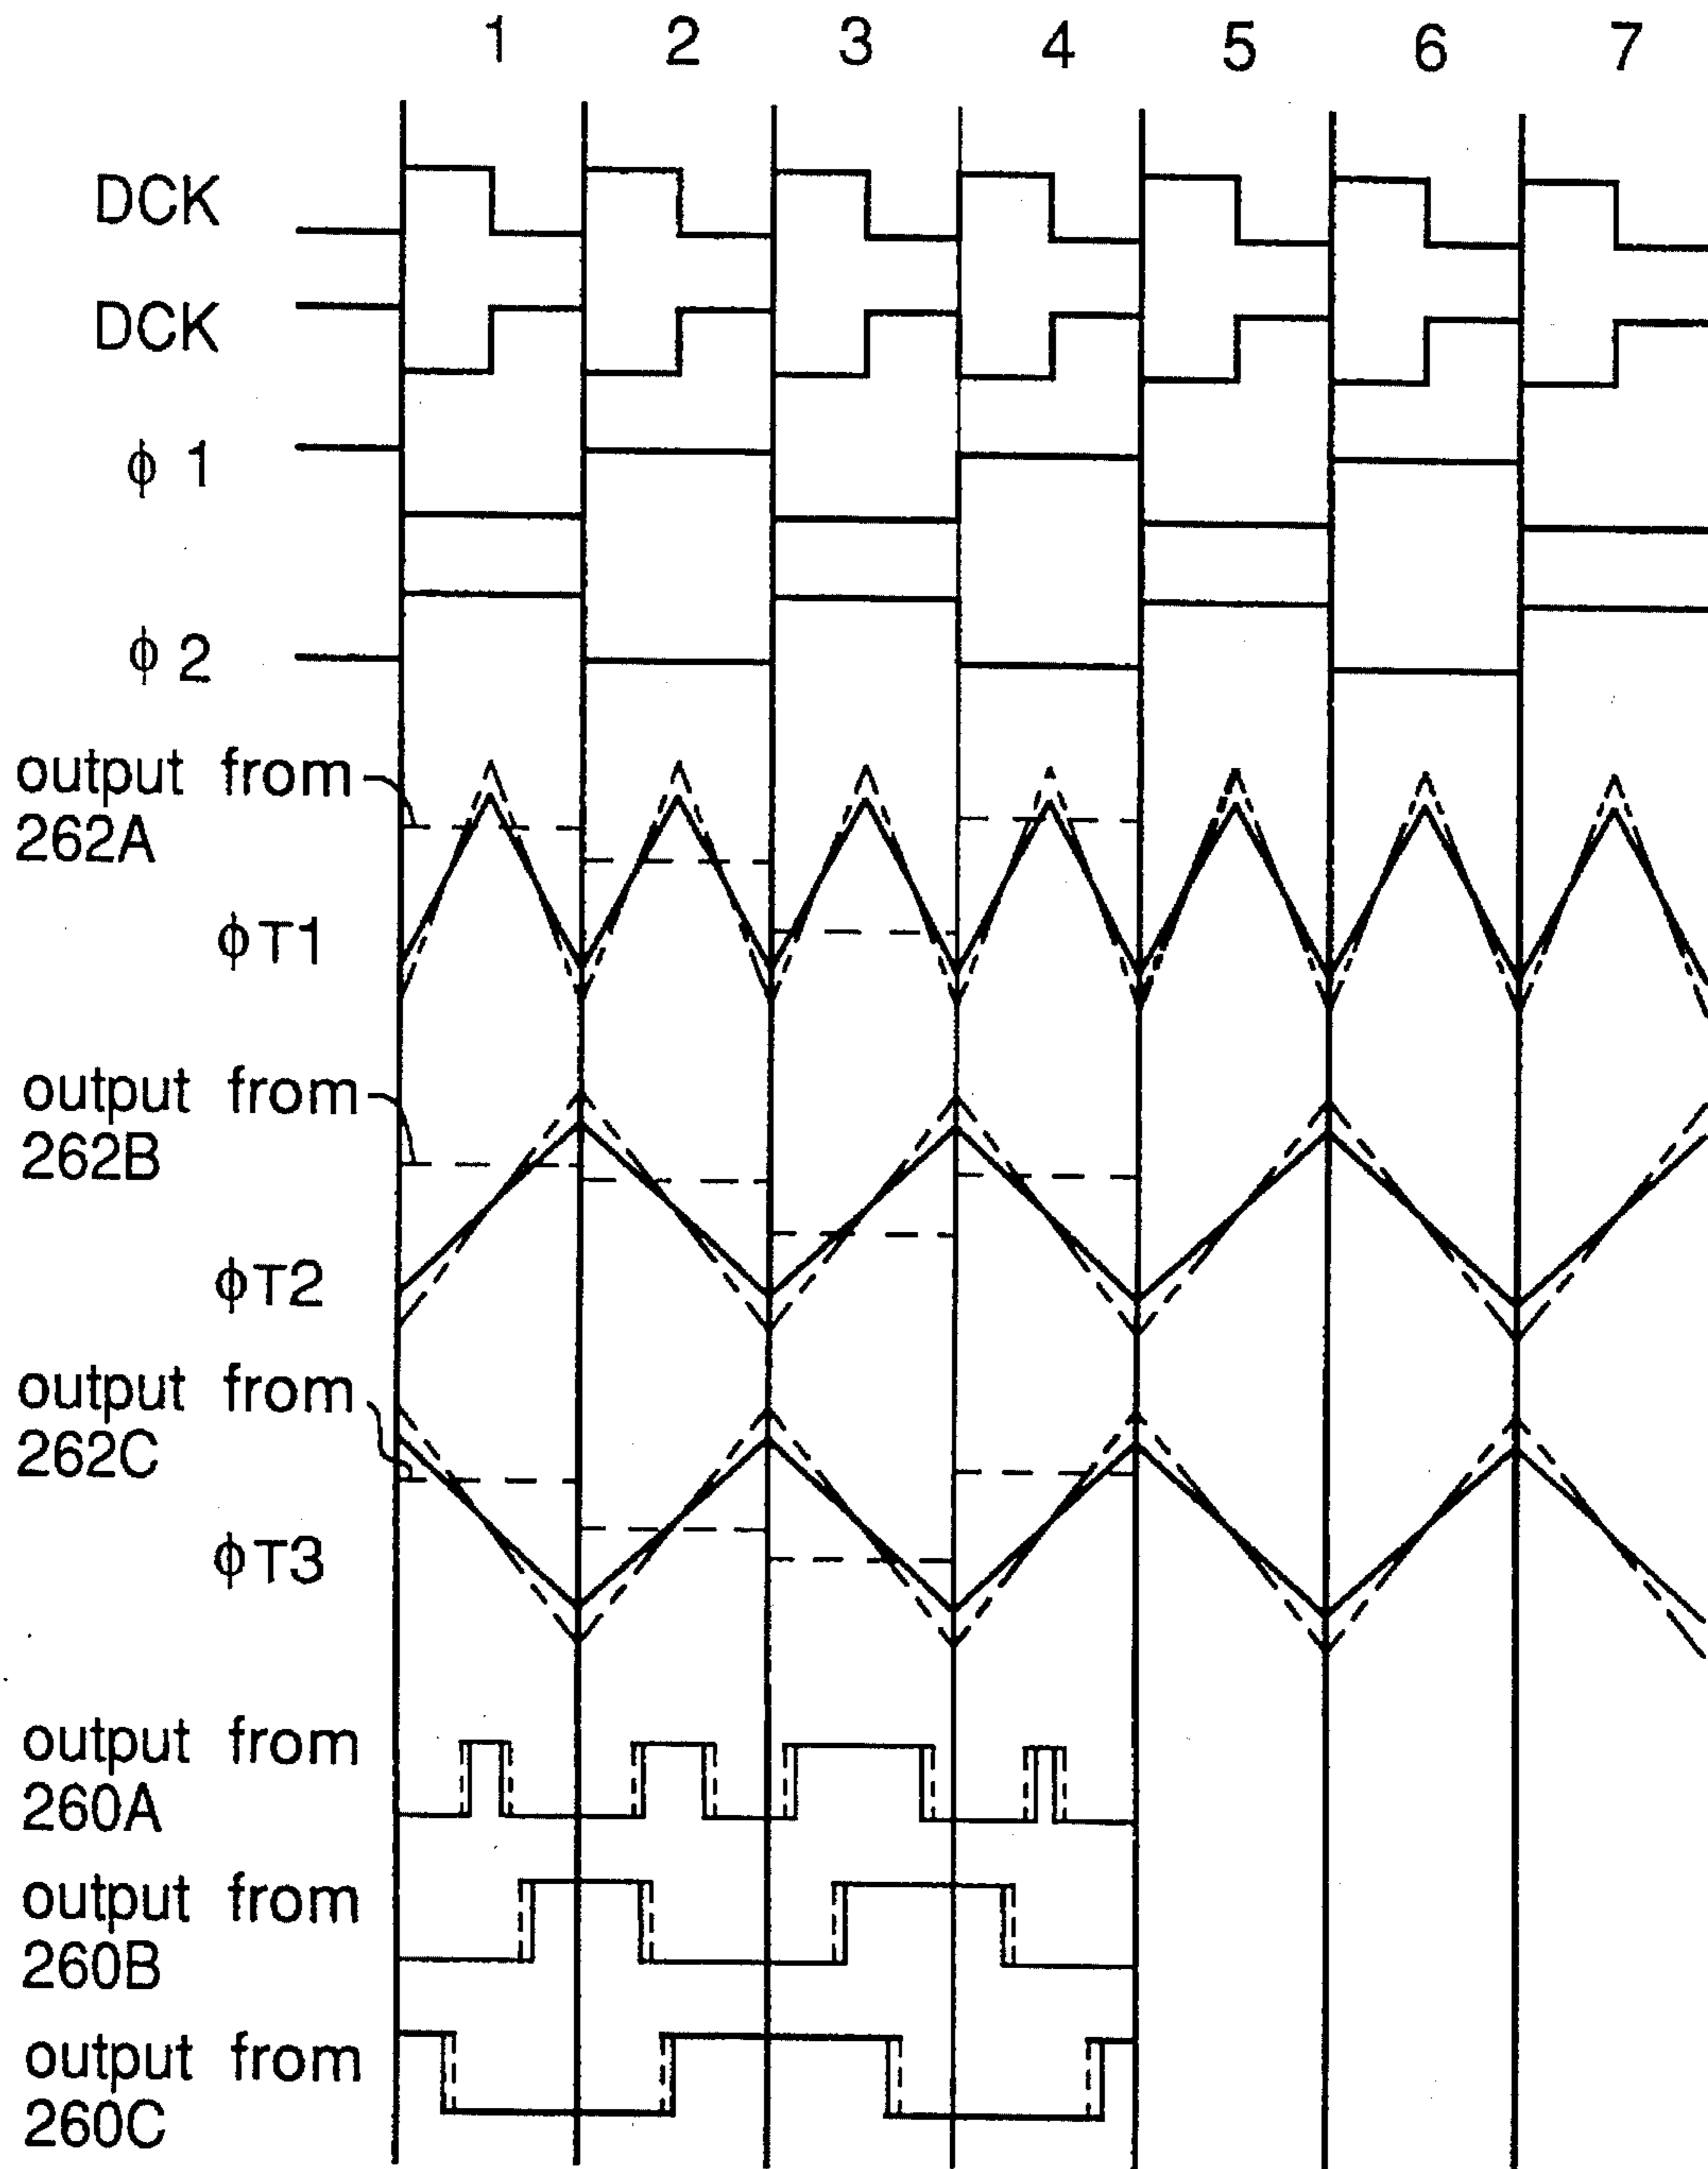 1 2 3 4 5 6 7
DCK
DCK
φ 1
φ 2
output from
262A
φT1
output from
262B
φT2
output from
262C
φT3
output from
260A
output from
260B
output from
260C